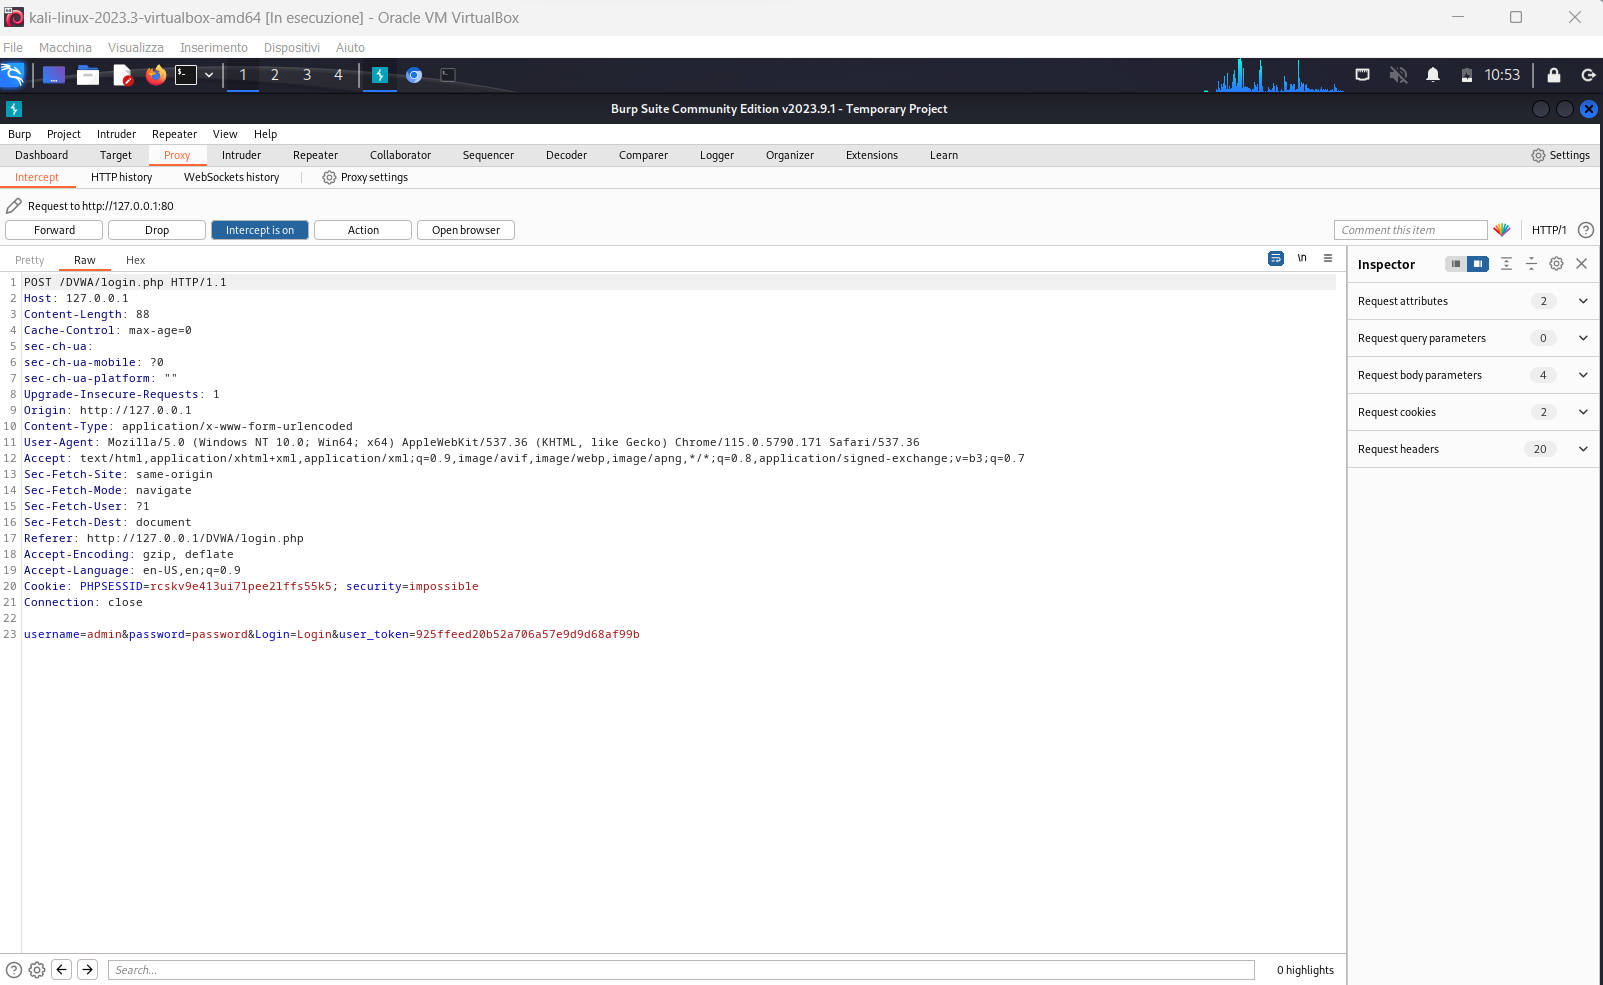 kali-linux-2023.3-virtualbox-amd64 [In esecuzione] - Oracle VM VirtualBox
File Macchina Visualizza Inserimento Dispositivi Aiuto
1 2 3 4 10:53
Burp Suite Community Edition v2023.9.1 - Temporary Project
Burp Project Intruder Repeater View Help
Dashboard Target Proxy Intruder Repeater Collaborator Sequencer Decoder Comparer Logger Organizer Extensions Learn Settings
Intercept HTTP history WebSockets history Proxy settings
Request to http://127.0.0.1:80
Forward Drop Intercept is on Action Open browser Comment this item HTTP/1 ?
Pretty Raw Hex \n
Inspector
Request attributes 2
Request query parameters 0
Request body parameters 4
Request cookies 2
Request headers 20
1 POST /DVWA/login.php HTTP/1.1
2 Host: 127.0.0.1
3 Content-Length: 88
4 Cache-Control: max-age=0
5 sec-ch-ua:
6 sec-ch-ua-mobile: ?0
7 sec-ch-ua-platform: ""
8 Upgrade-Insecure-Requests: 1
9 Origin: http://127.0.0.1
10 Content-Type: application/x-www-form-urlencoded
11 User-Agent: Mozilla/5.0 (Windows NT 10.0; Win64; x64) AppleWebKit/537.36 (KHTML, like Gecko) Chrome/115.0.5790.171 Safari/537.36
12 Accept: text/html,application/xhtml+xml,application/xml;q=0.9,image/avif,image/webp,image/apng,*/*;q=0.8,application/signed-exchange;v=b3;q=0.7
13 Sec-Fetch-Site: same-origin
14 Sec-Fetch-Mode: navigate
15 Sec-Fetch-User: ?1
16 Sec-Fetch-Dest: document
17 Referer: http://127.0.0.1/DVWA/login.php
18 Accept-Encoding: gzip, deflate
19 Accept-Language: en-US,en;q=0.9
20 Cookie: PHPSESSID=rcskv9e413ui7lpee2lffs55k5; security=impossible
21 Connection: close
22
23 username=admin&password=password&Login=Login&user_token=925ffeed20b52a706a57e9d9d68af99b
? Search... 0 highlights